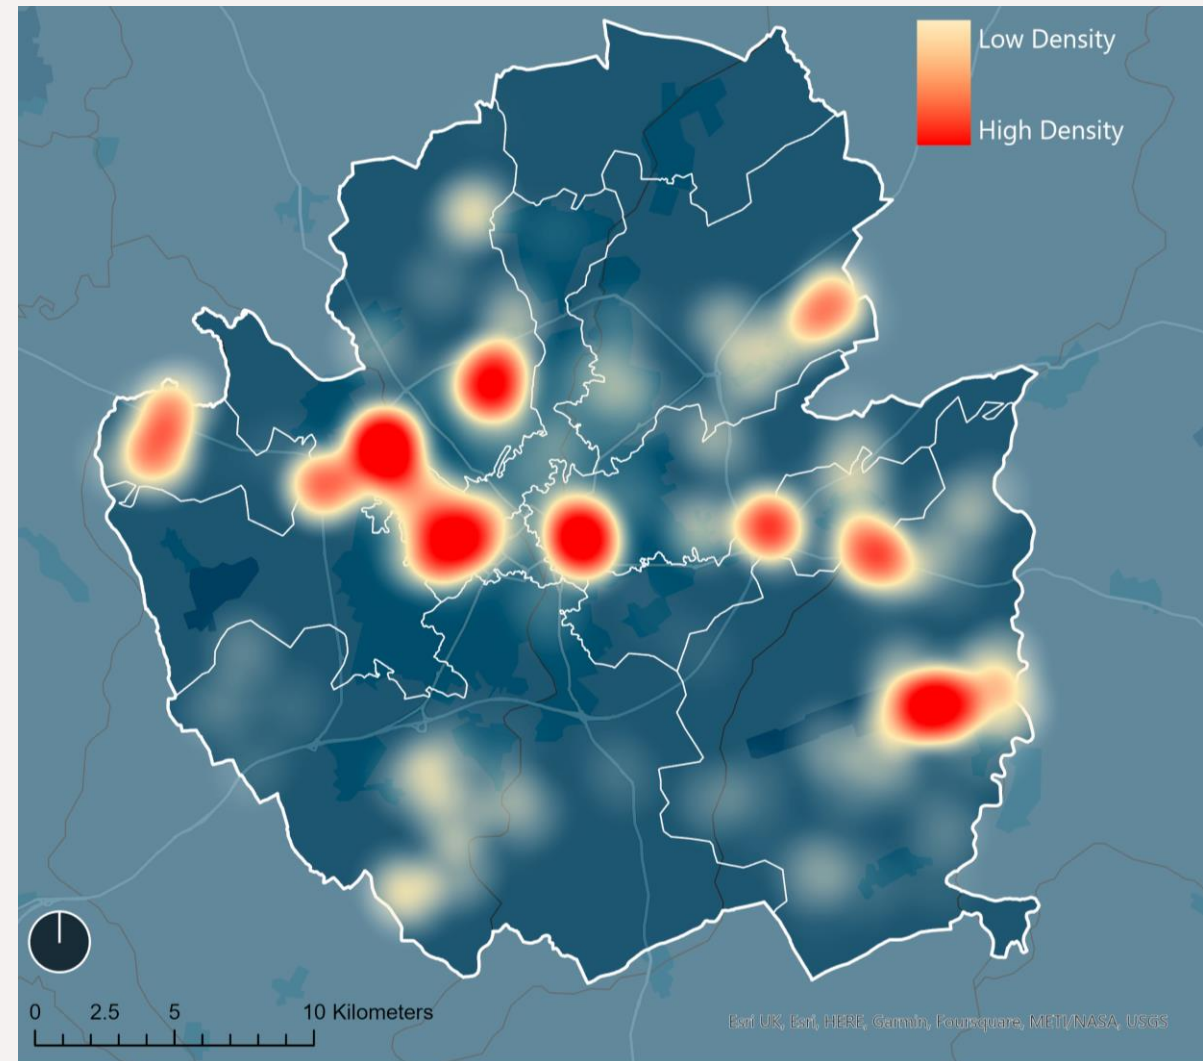 Low Density
High Density
0 2.5 5 10 Kilometers
Esri UK, Esri, HERE, Garmin, Foursquare, METI/NASA, USGS